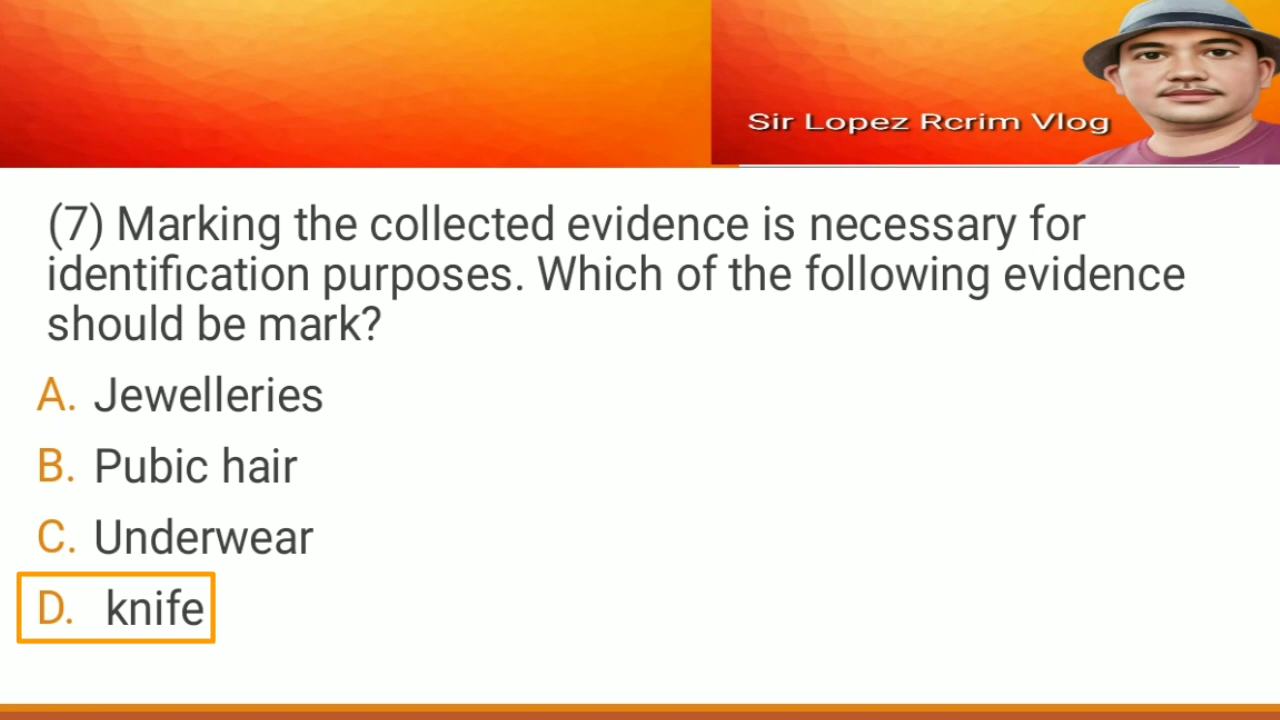 Sir Lopez Rcrim Vlog
(7) Marking the collected evidence is necessary for
identification purposes. Which of the following evidence
should be mark?
A. Jewelleries
B. Pubic hair
C. Underwear
D. knife